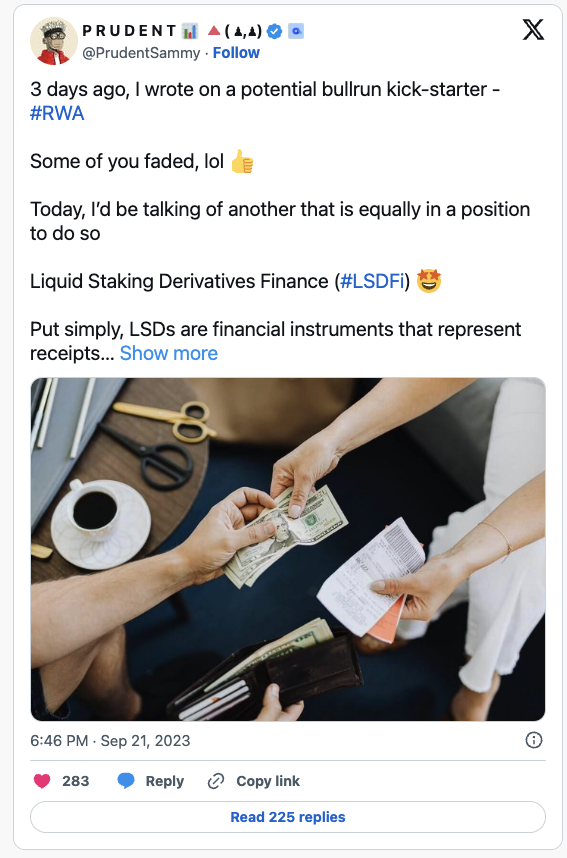 P R U D E N T 📊 🔺 (♟,♟)
@PrudentSammy · Follow
3 days ago, I wrote on a potential bullrun kick-starter -
#RWA
Some of you faded, lol 👍
Today, I’d be talking of another that is equally in a position
to do so
Liquid Staking Derivatives Finance (#LSDFi) 🤩
Put simply, LSDs are financial instruments that represent
receipts... Show more
6:46 PM · Sep 21, 2023
283 Reply Copy link
Read 225 replies